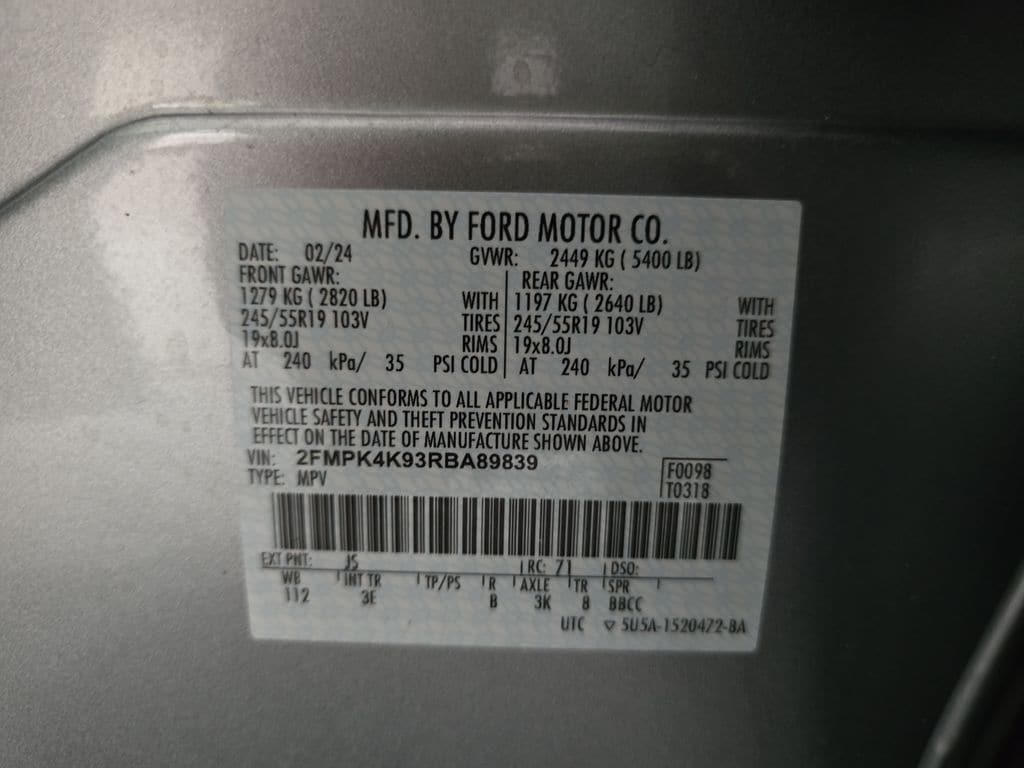 MFD. BY FORD MOTOR CO.
DATE: 02/24 GVWR: 2449 KG ( 5400 LB)
FRONT GAWR: REAR GAWR:
1279 KG ( 2820 LB) WITH 1197 KG ( 2640 LB) WITH
245/55R19 103V TIRES 245/55R19 103V TIRES
19x8.0J RIMS 19x8.0J RIMS
AT 240 kPa/ 35 PSI COLD AT 240 kPa/ 35 PSI COLD
THIS VEHICLE CONFORMS TO ALL APPLICABLE FEDERAL MOTOR
VEHICLE SAFETY AND THEFT PREVENTION STANDARDS IN
EFFECT ON THE DATE OF MANUFACTURE SHOWN ABOVE.
VIN: 2FMPK4K93RBA89839 F0098
TYPE: MPV T0318
EXT PNT: JS RC: 71 DSO:
WB INT TR TP/PS R AXLE TR SPR
112 3E B 3K 8 BBCC
UTC 5U5A-1520472-BA